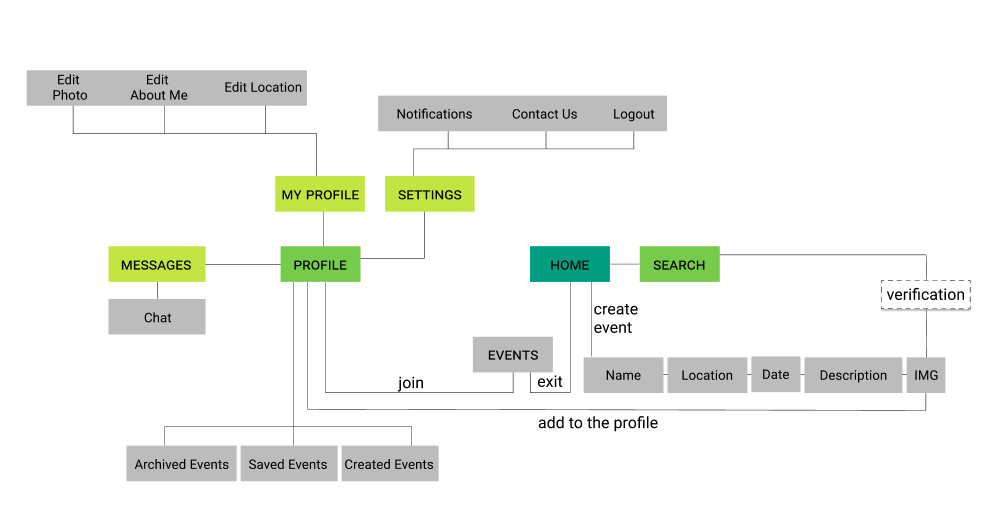 Edit
Photo
Edit
About Me
Edit Location
Notifications
Contact Us
Logout
MY PROFILE
SETTINGS
MESSAGES
PROFILE
HOME
SEARCH
verification
Chat
create
event
EVENTS
join
exit
Name
Location
Date
Description
IMG
add to the profile
Archived Events
Saved Events
Created Events